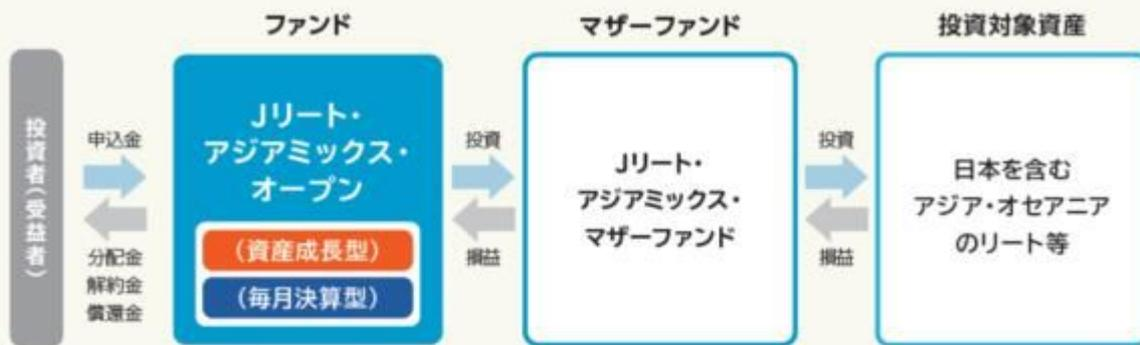 ファンド
マザーファンド
投資対象資産
投資者(受益者)
申込金
分配金
解約金
償還金
Jリート・
アジアミックス・
オープン
(資産成長型)
(毎月決算型)
投資
損益
Jリート・
アジアミックス・
マザーファンド
投資
損益
日本を含む
アジア・オセアニア
のリート等